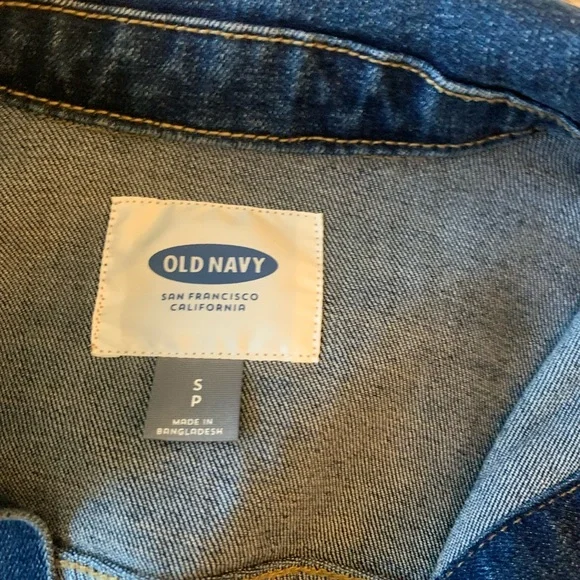 OLD NAVY
SAN FRANCISCO
CALIFORNIA
S
P
MADE IN
BANGLADESH